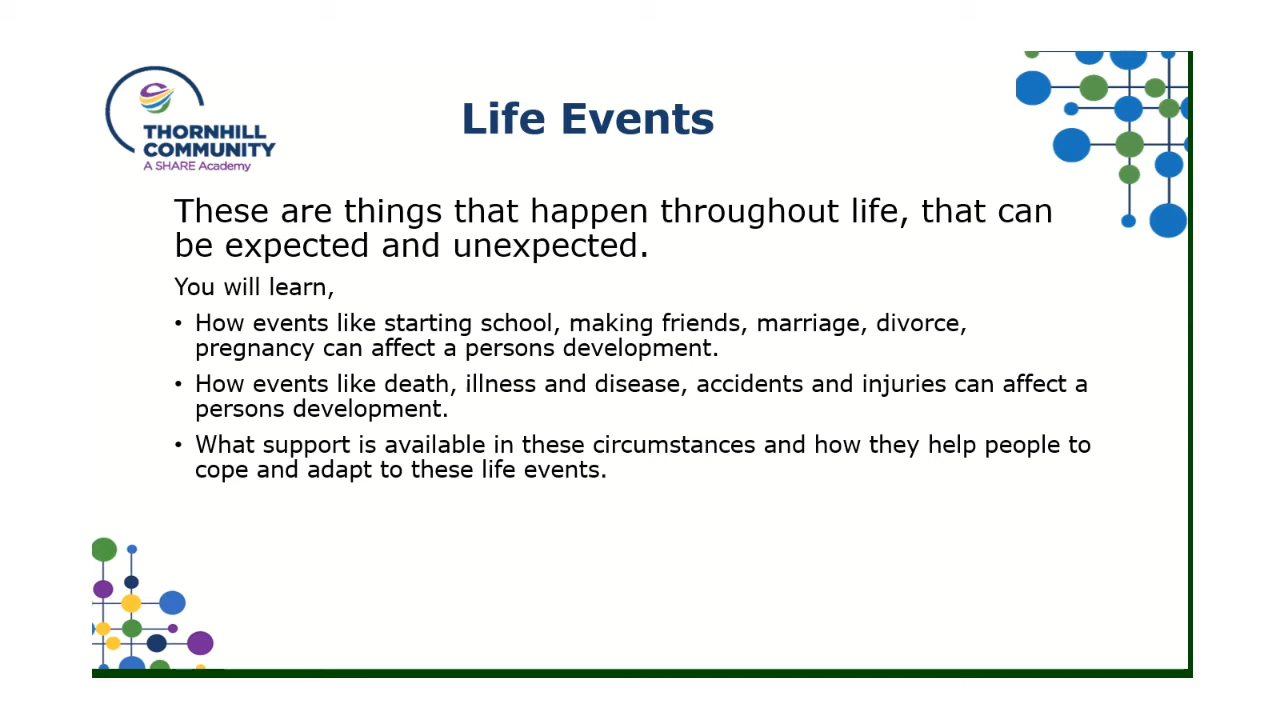 THORNHILL
COMMUNITY
A SHARE Academy
Life Events
These are things that happen throughout life, that can
be expected and unexpected.
You will learn,
• How events like starting school, making friends, marriage, divorce,
pregnancy can affect a persons development.
• How events like death, illness and disease, accidents and injuries can affect a
persons development.
• What support is available in these circumstances and how they help people to
cope and adapt to these life events.